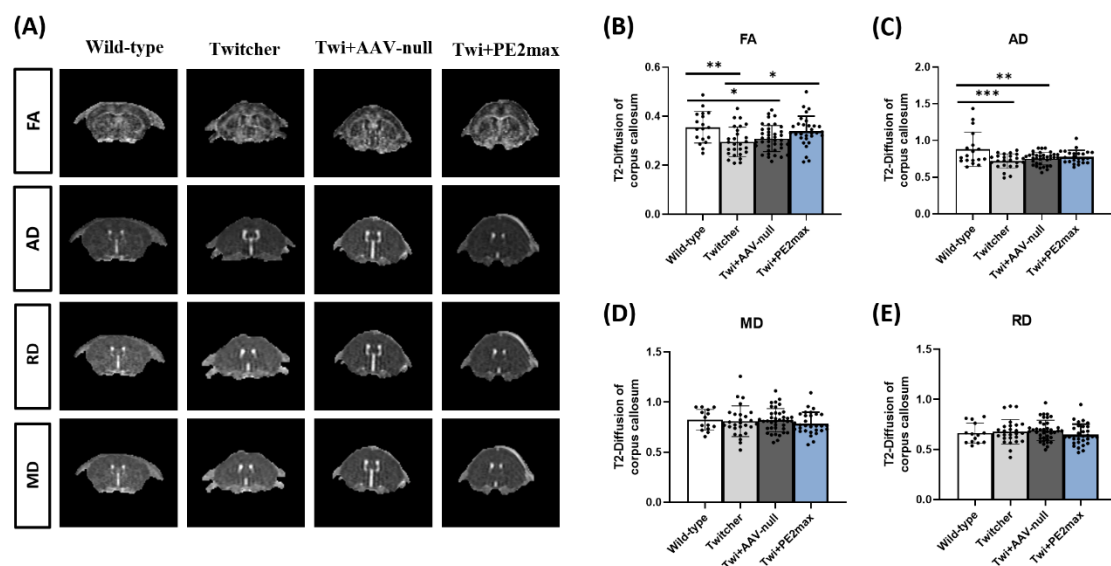 (A)
Wild-type Twitcher Twi+AAV-null Twi+PE2max
FA
AD
RD
MD
(B)
FA
** *
*
T2-Diffusion of
corpus callosum
0.6
0.4
0.2
0.0
Wild-type
Twitcher
Twi+AAV-null
Twi+PE2max
(C)
AD
**
***
T2-Diffusion of
corpus callosum
2.0
1.5
1.0
0.5
0.0
Wild-type
Twitcher
Twi+AAV-null
Twi+PE2max
(D)
MD
T2-Diffusion of
corpus callosum
1.5
1.0
0.5
0.0
Wild-type
Twitcher
Twi+AAV-null
Twi+PE2max
(E)
RD
T2-Diffusion of
corpus callosum
1.5
1.0
0.5
0.0
Wild-type
Twitcher
Twi+AAV-null
Twi+PE2max